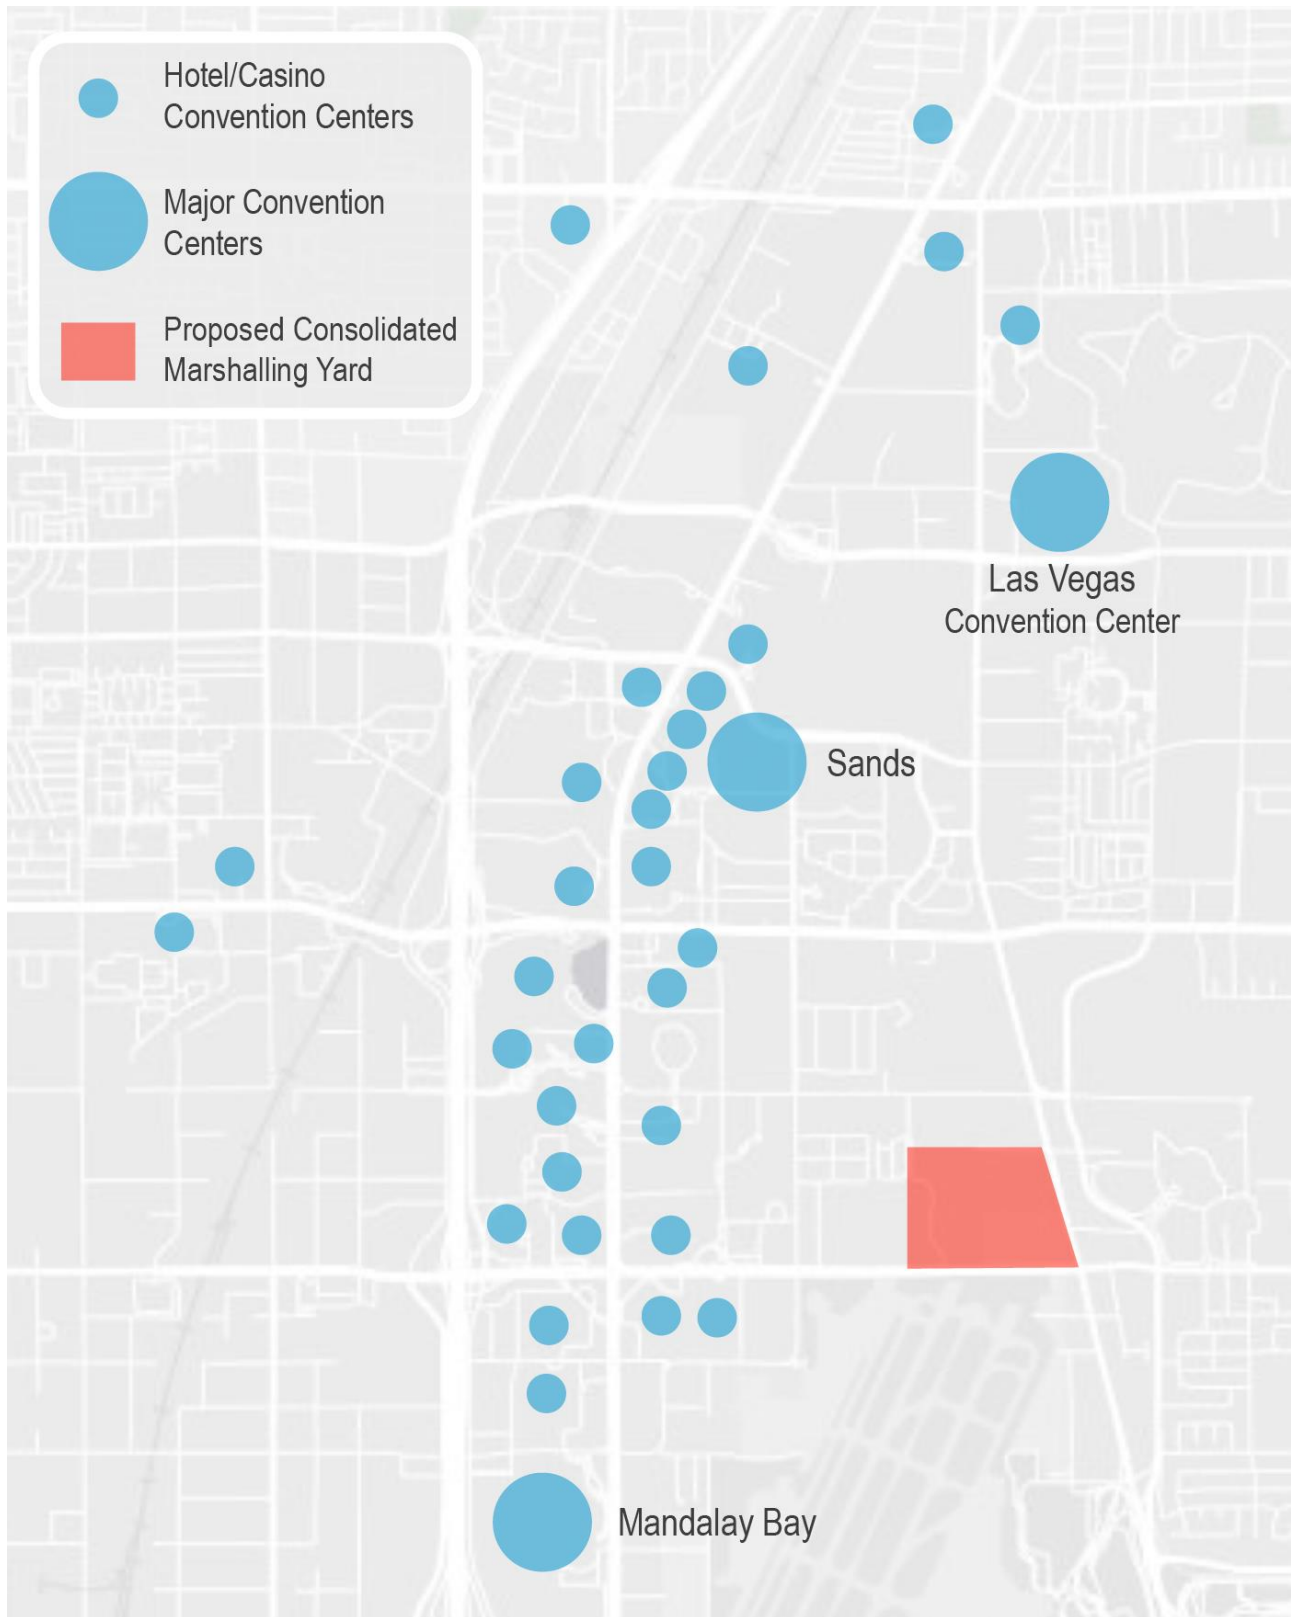 Hotel/Casino
Convention Centers
Major Convention
Centers
Proposed Consolidated
Marshalling Yard
Las Vegas
Convention Center
Sands
Mandalay Bay